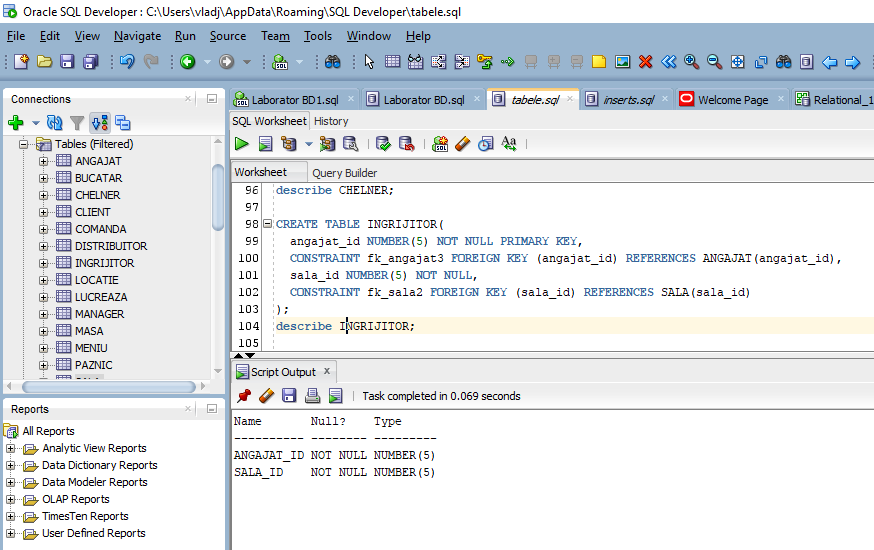 Oracle SQL Developer : C:\Users\vladj\AppData\Roaming\SQL Developer\tabele.sql
File Edit View Navigate Run Source Team Tools Window Help
Connections
Tables (Filtered)
ANGAJAT
BUCATAR
CHELNER
CLIENT
COMANDA
DISTRIBUITOR
INGRIJITOR
LOCATIE
LUCREAZA
MANAGER
MASA
MENIU
PAZNIC
Reports
All Reports
Analytic View Reports
Data Dictionary Reports
Data Modeler Reports
OLAP Reports
TimesTen Reports
User Defined Reports
Laborator BD1.sql Laborator BD.sql tabele.sql inserts.sql Welcome Page Relational_1
SQL Worksheet History
Worksheet Query Builder
96 describe CHELNER;
97
98 CREATE TABLE INGRIJITOR(
99 angajat_id NUMBER(5) NOT NULL PRIMARY KEY,
100 CONSTRAINT fk_angajat3 FOREIGN KEY (angajat_id) REFERENCES ANGAJAT(angajat_id),
101 sala_id NUMBER(5) NOT NULL,
102 CONSTRAINT fk_sala2 FOREIGN KEY (sala_id) REFERENCES SALA(sala_id)
103 );
104 describe INGRIJITOR;
105
Script Output x
Task completed in 0.069 seconds
Name Null? Type
---------- -------- ---------
ANGAJAT_ID NOT NULL NUMBER(5)
SALA_ID NOT NULL NUMBER(5)